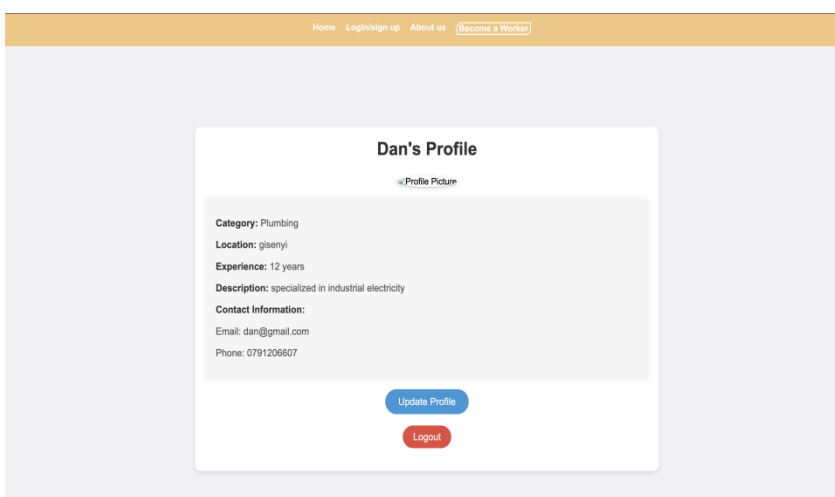 Home Login/sign up About us Become a Worker
Dan's Profile
Profile Picture
Category: Plumbing
Location: gisenyi
Experience: 12 years
Description: specialized in industrial electricity
Contact Information:
Email: dan@gmail.com
Phone: 0791206607
Update Profile
Logout